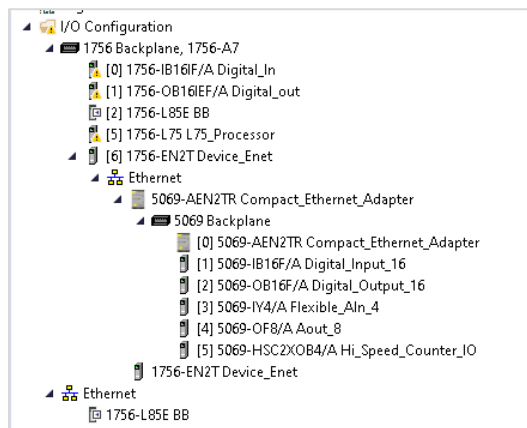 I/O Configuration
1756 Backplane, 1756-A7
[0] 1756-IB16IF/A Digital_In
[1] 1756-OB16IEF/A Digital_out
[2] 1756-L85E BB
[5] 1756-L75 L75_Processor
[6] 1756-EN2T Device_Enet
Ethernet
5069-AEN2TR Compact_Ethernet_Adapter
5069 Backplane
[0] 5069-AEN2TR Compact_Ethernet_Adapter
[1] 5069-IB16F/A Digital_Input_16
[2] 5069-OB16F/A Digital_Output_16
[3] 5069-IY4/A Flexible_AIn_4
[4] 5069-OF8/A Aout_8
[5] 5069-HSC2XOB4/A Hi_Speed_Counter_IO
1756-EN2T Device_Enet
Ethernet
1756-L85E BB